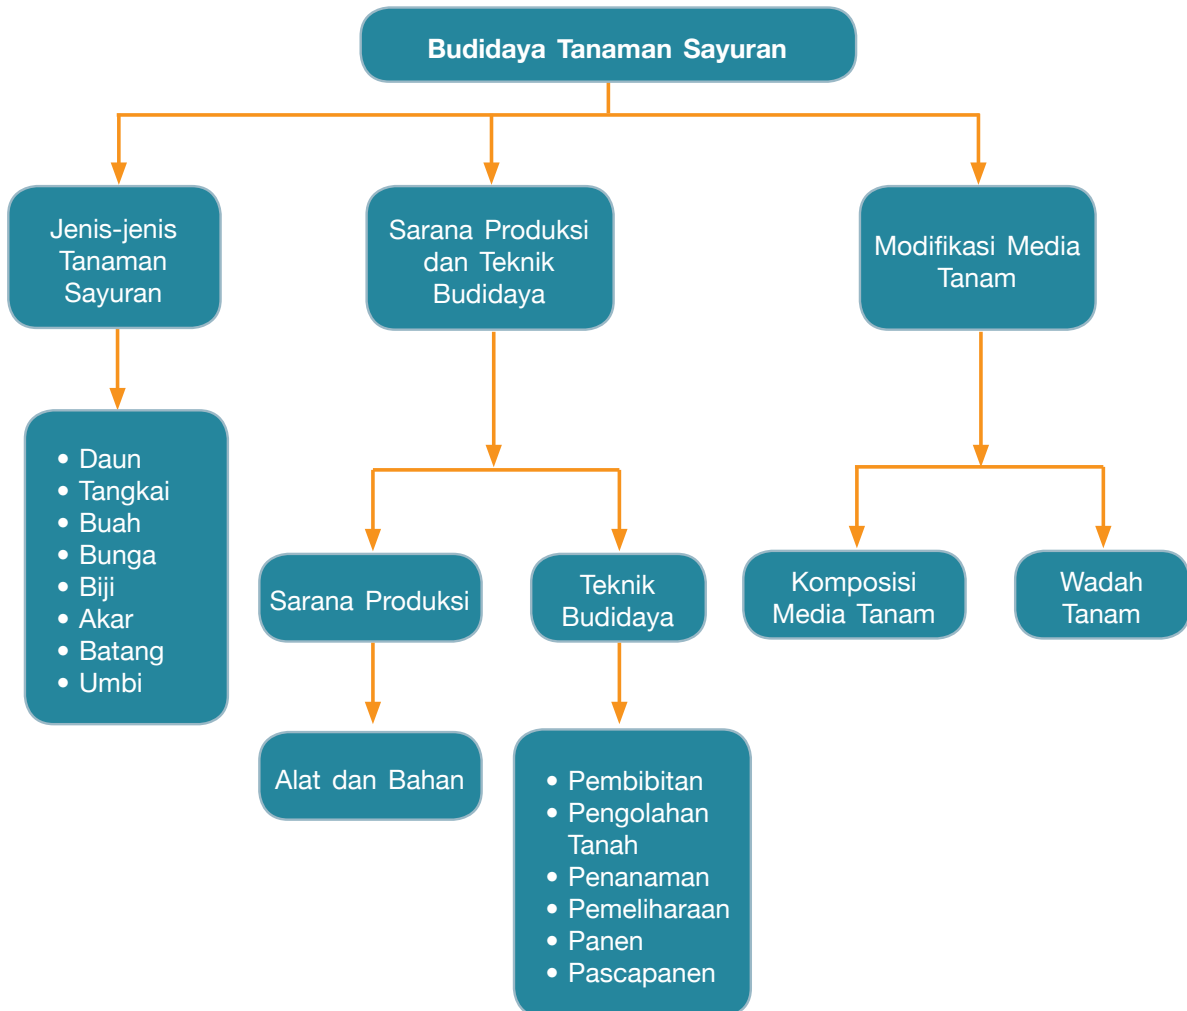 Budidaya Tanaman Sayuran
Jenis-jenis
Tanaman
Sayuran
Sarana Produksi
dan Teknik
Budidaya
Modifikasi Media
Tanam
• Daun
• Tangkai
• Buah
• Bunga
• Biji
• Akar
• Batang
• Umbi
Sarana Produksi
Teknik
Budidaya
Komposisi
Media Tanam
Wadah
Tanam
Alat dan Bahan
• Pembibitan
• Pengolahan
Tanah
• Penanaman
• Pemeliharaan
• Panen
• Pascapanen